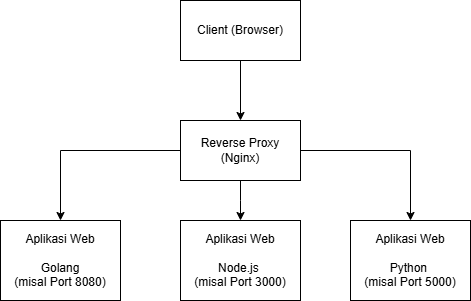 Client (Browser)
Reverse Proxy
(Nginx)
Aplikasi Web
Golang
(misal Port 8080)
Aplikasi Web
Node.js
(misal Port 3000)
Aplikasi Web
Python
(misal Port 5000)